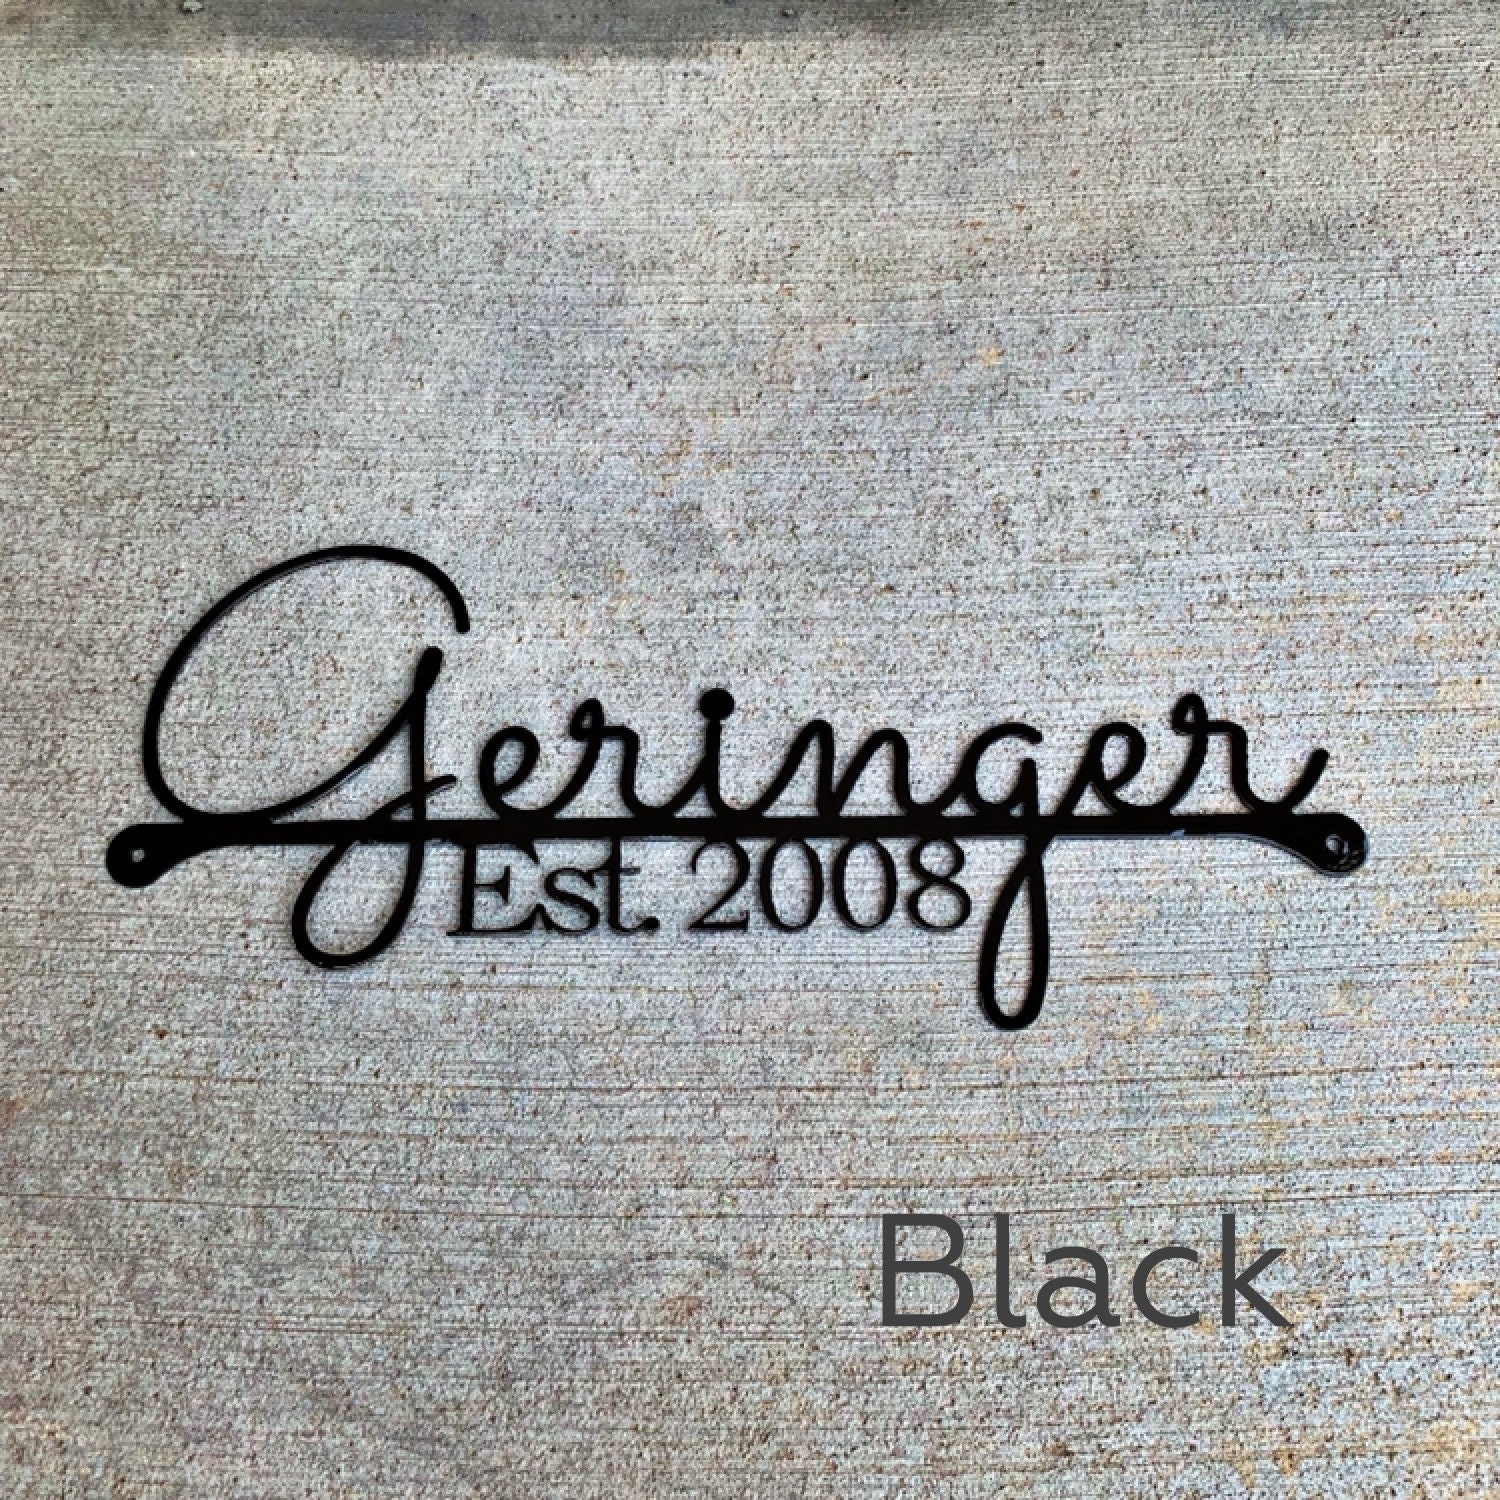 Geringer
Est. 2008
Black